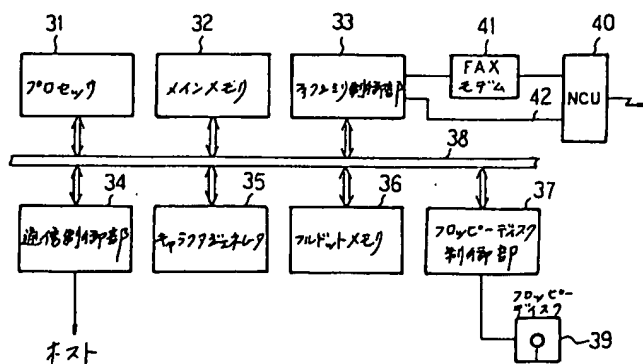 31
32
33
41
40
プロセッサ
メインメモリ
ファクシミリ制御部
FAX
モデム
NCU
42
38
34
35
36
37
通信制御部
キャラクタジェネレータ
フルドットメモリ
フロッピーディスク
制御部
ホスト
フロッピー
ディスク
39